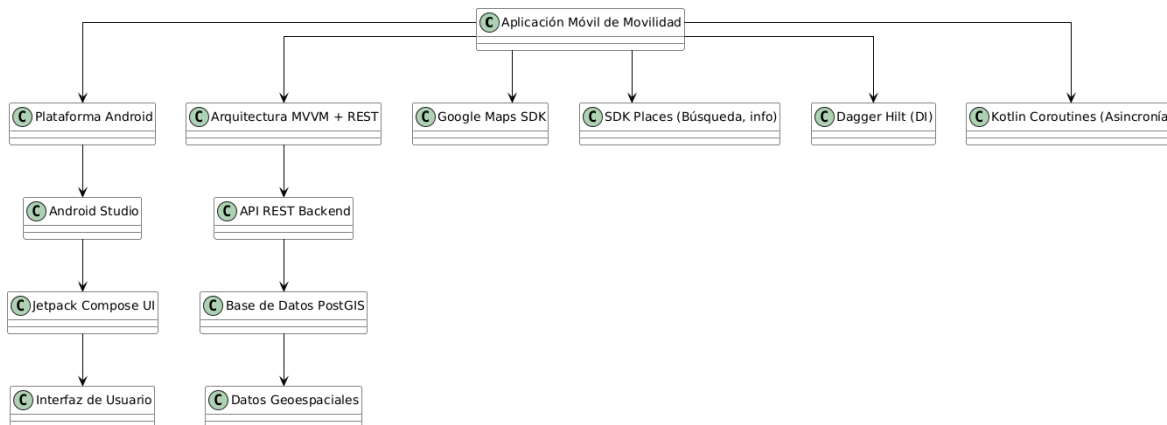 C Aplicación Móvil de Movilidad
C Plataforma Android
C Arquitectura MVVM + REST
C Google Maps SDK
C SDK Places (Búsqueda, info)
C Dagger Hilt (DI)
C Kotlin Coroutines (Asincronía
C Android Studio
C API REST Backend
C Jetpack Compose UI
C Base de Datos PostGIS
C Interfaz de Usuario
C Datos Geoespaciales